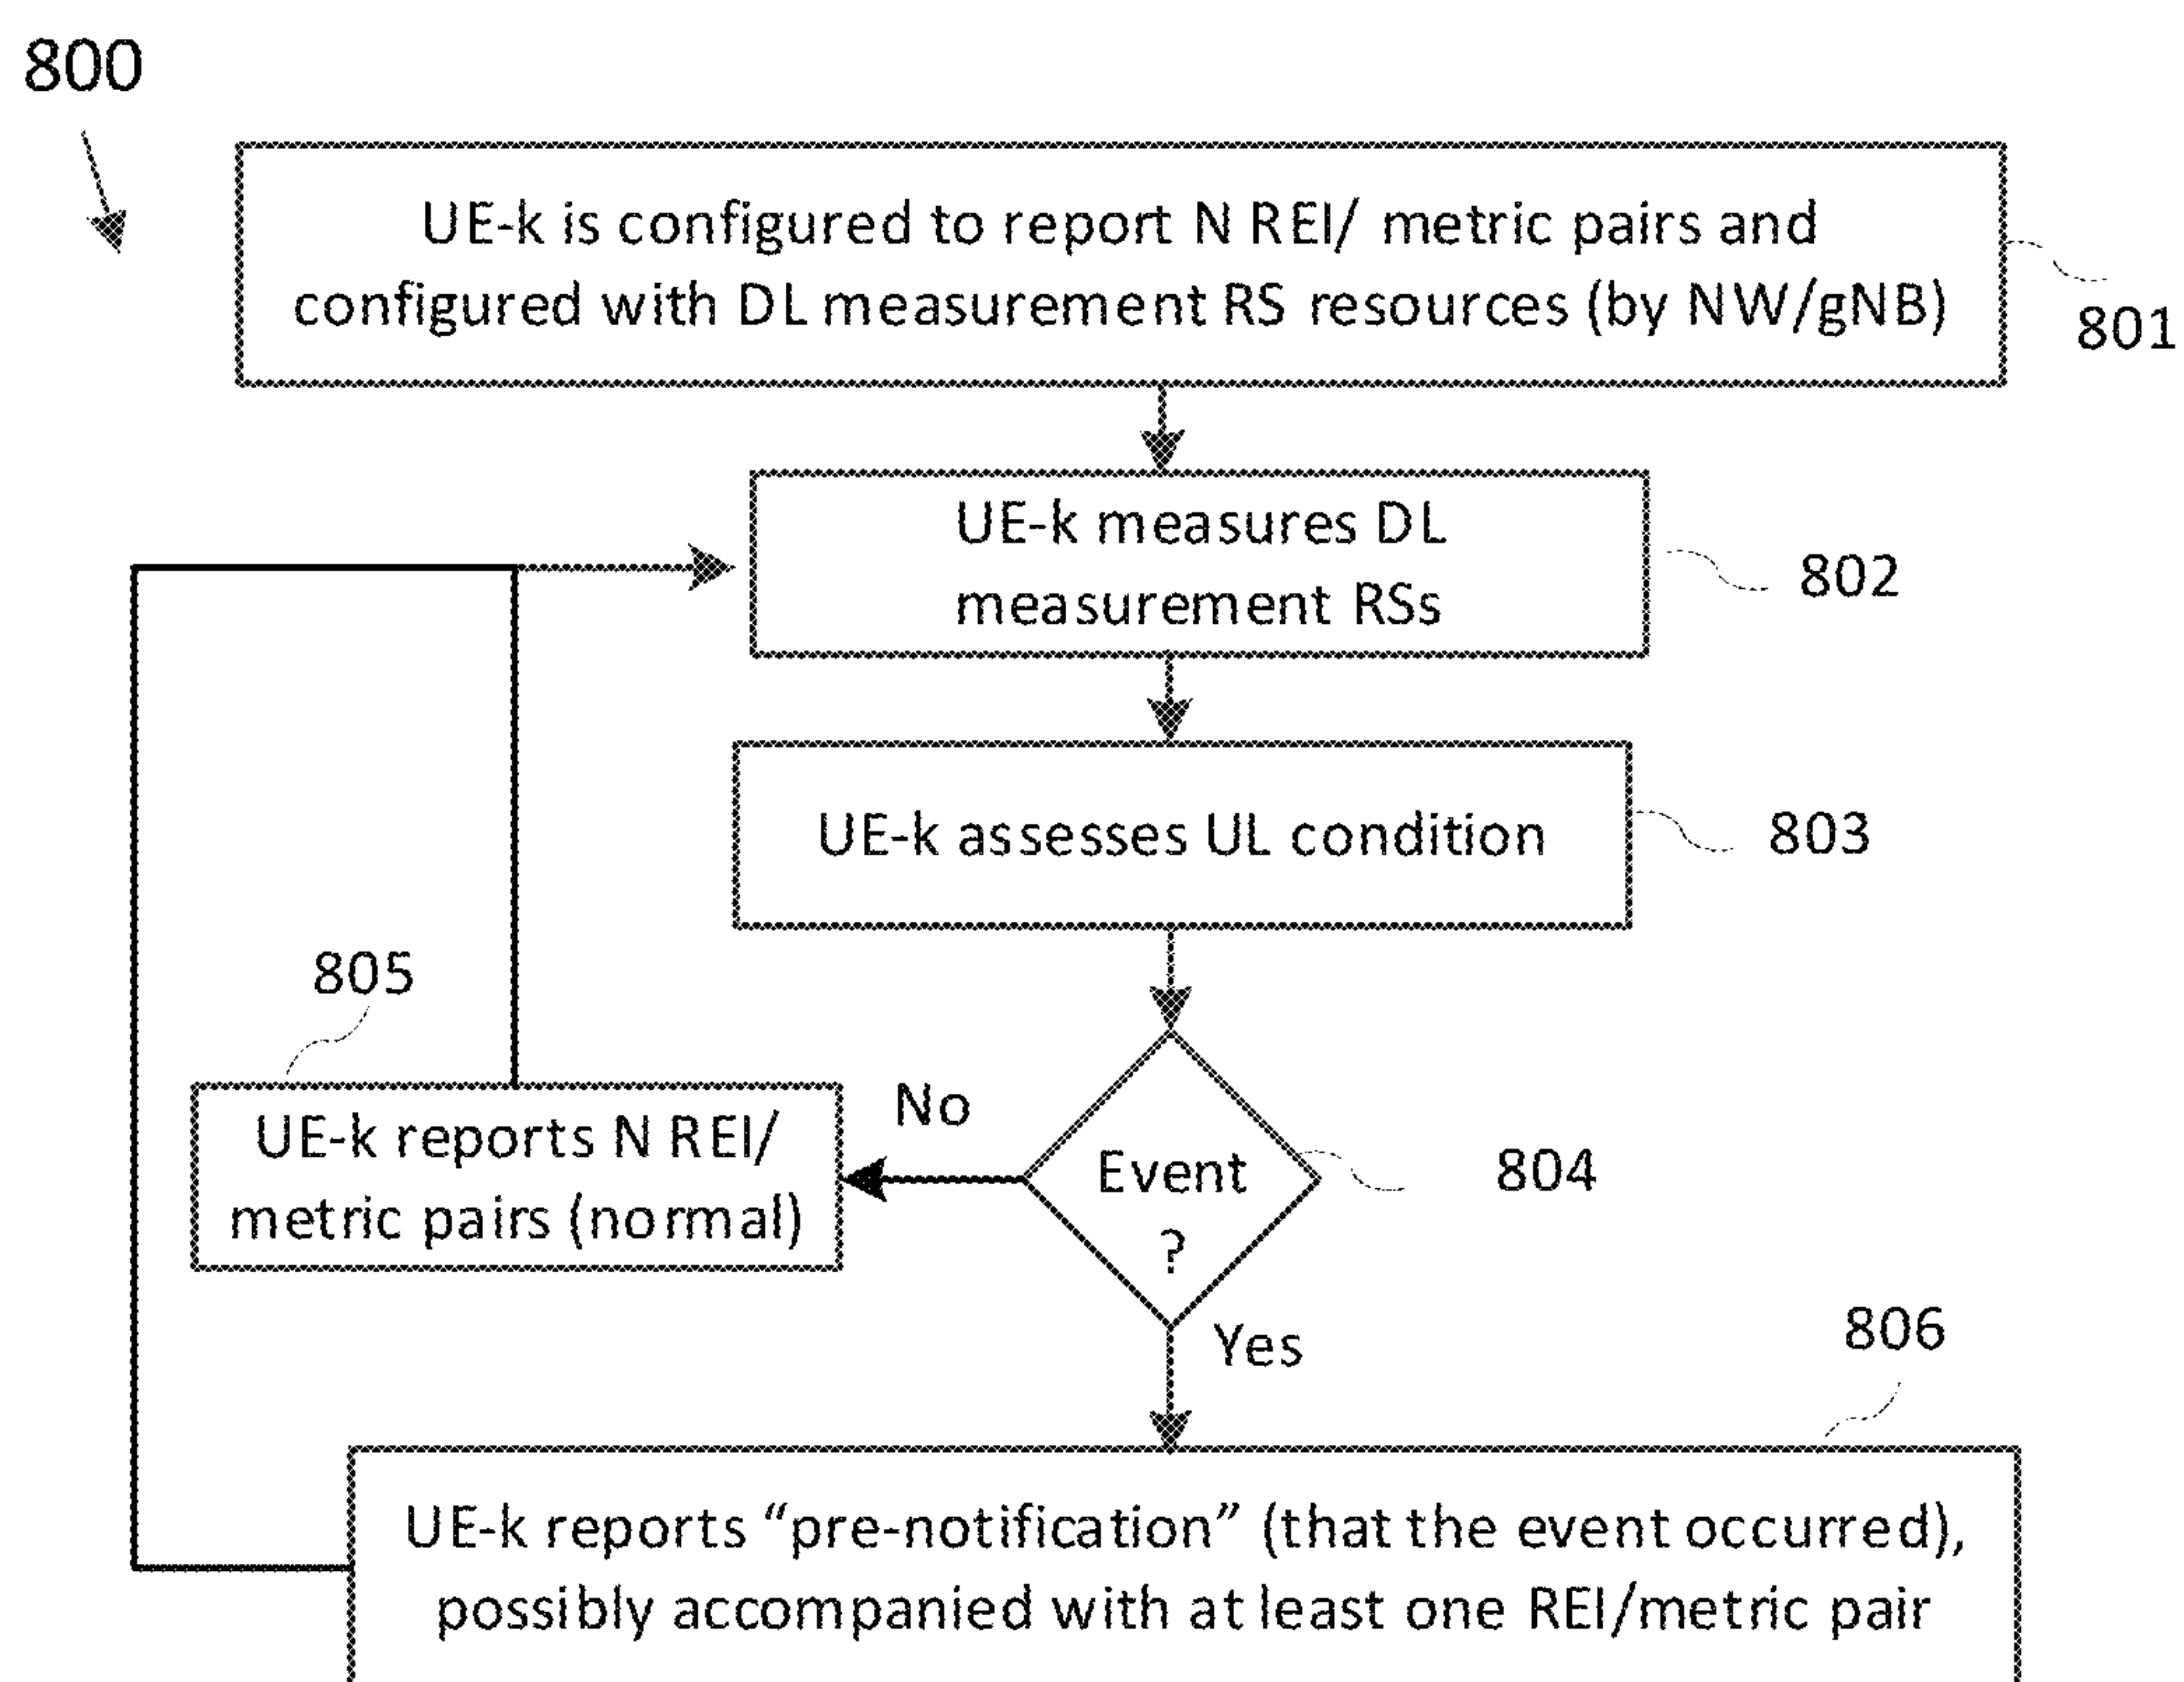 800
UE-k is configured to report N REI/ metric pairs and
configured with DL measurement RS resources (by NW/gNB)
801
UE-k measures DL
measurement RSs
802
UE-k assesses UL condition
803
805
UE-k reports N REI/
metric pairs (normal)
No
Event
?
804
Yes
806
UE-k reports “pre-notification” (that the event occurred),
possibly accompanied with at least one REI/metric pair